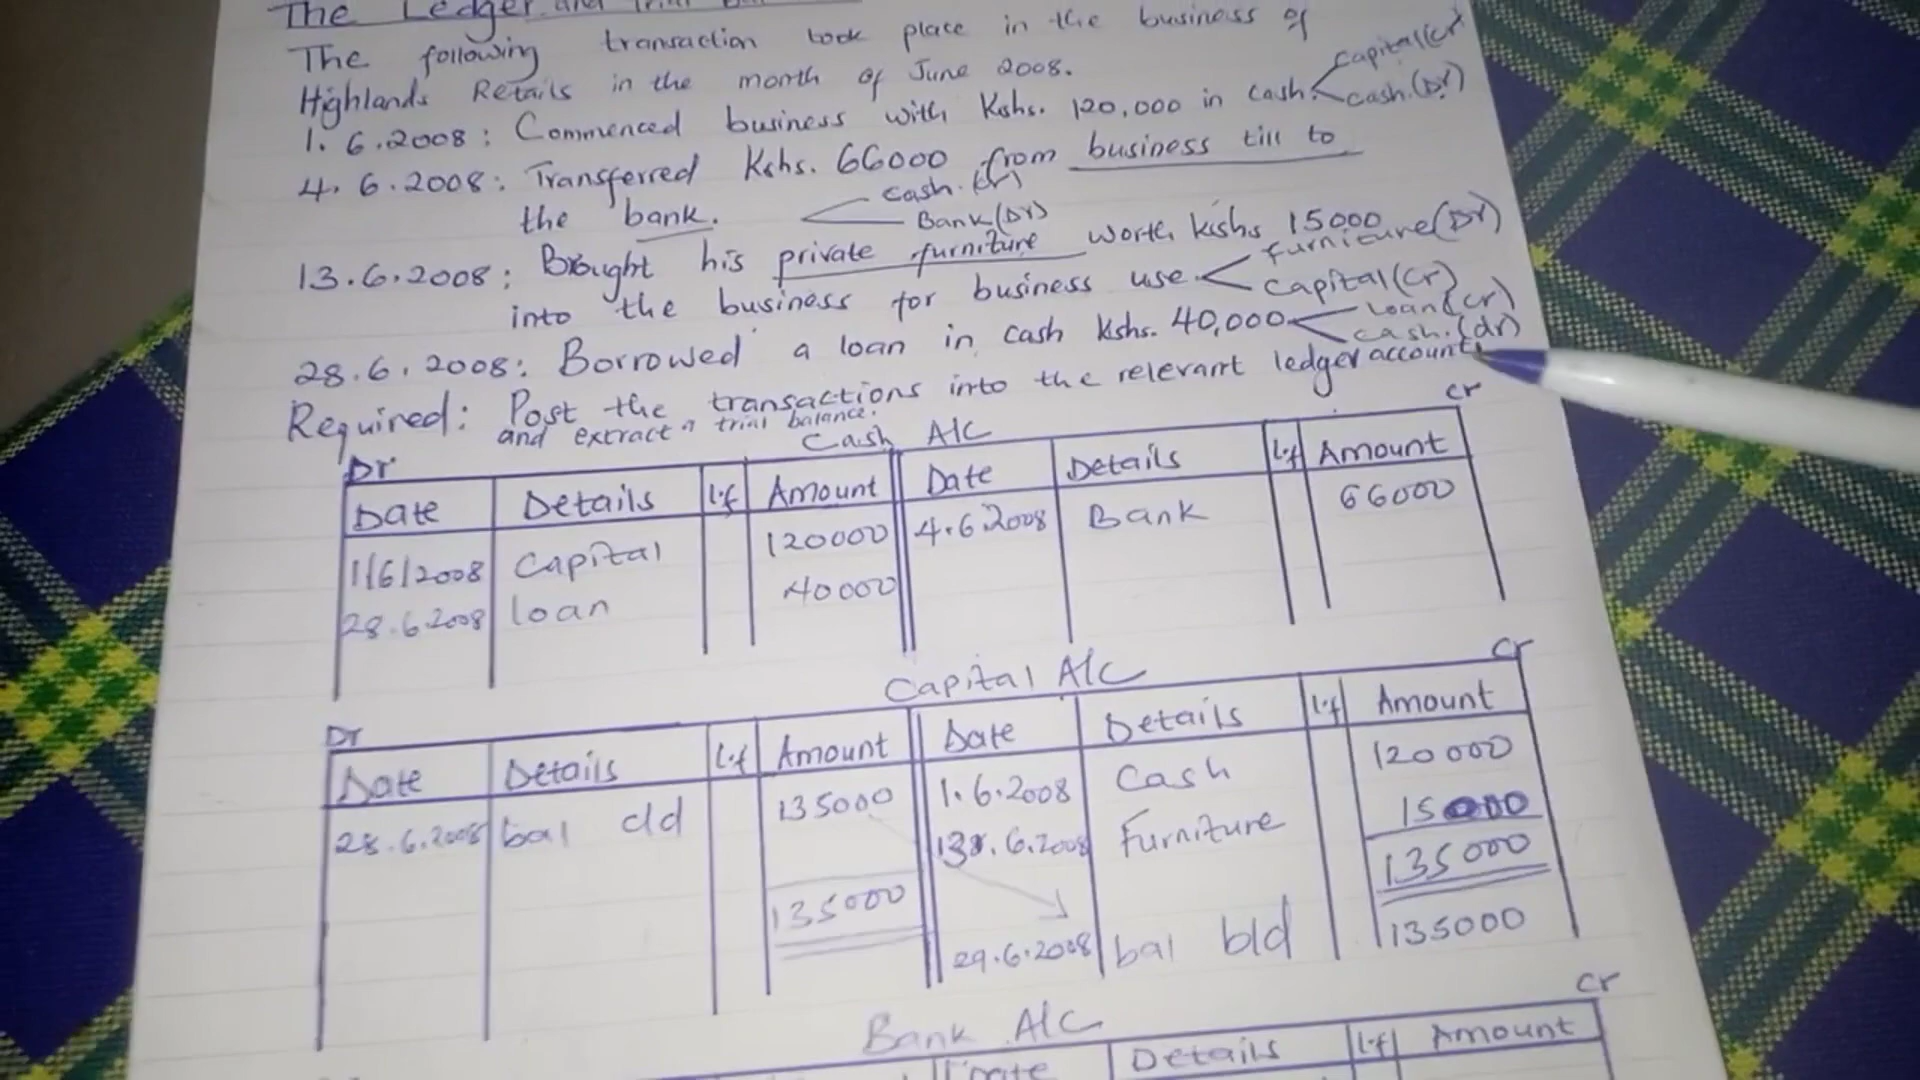 The Ledger and Trial
The following transaction took place in the business of
Highlands Retails in the month of June 2008.
1. 6.2008: Commenced business with Kshs. 120,000 in cash. capital(cr) cash.(Dr)
4. 6.2008: Transferred Kshs. 66000 from business till to
the bank. cash.(cr) Bank(Dr)
13.6.2008: Brought his private furniture worth kshs 15000
into the business for business use. furniture(Dr) capital(Cr)
28.6.2008: Borrowed a loan in cash kshs. 40,000 loan(cr) cash.(dr)
Required: Post the transactions into the relevant ledger accounts
and extract a trial balance.
Cash A/C
Dr cr
Date Details l.f Amount Date Details l.f Amount
1/6/2008 Capital 120000 4.6.2008 Bank 66000
28.6.2008 loan 40000
Capital A/C
Dr cr
Date Details l.f Amount Date Details l.f Amount
28.6.2008 bal c/d 135000 1.6.2008 Cash 120000
13.6.2008 Furniture 15000
135000 135000
29.6.2008 bal b/d 135000
Bank A/C
cr
Date Details l.f Amount